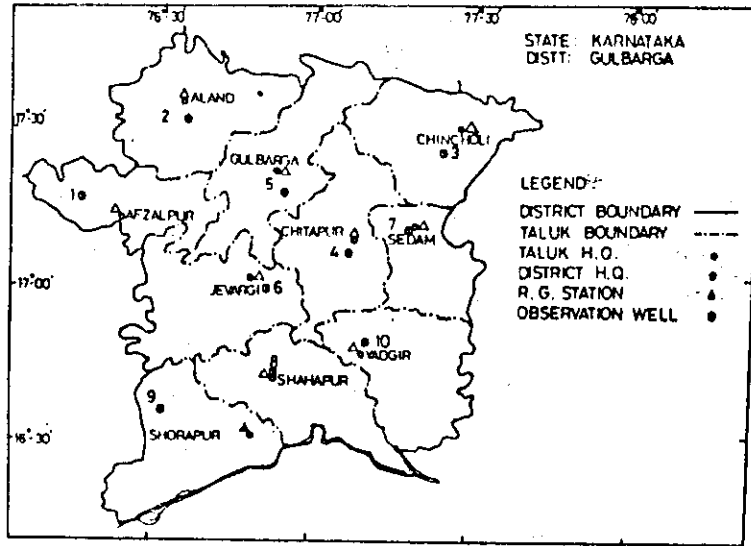 76°30' 77°00' 77°30' 78°00'
STATE: KARNATAKA
DISTT: GULBARGA
17°30'
ALAND
2
CHINCHOLI
3
GULBARGA
5
1
AFZALPUR
CHITAPUR
4
7
SEDAM
17°00'
JEVARGI
6
10
YADGIR
8
SHAHAPUR
9
SHORAPUR
16°30'
LEGEND:-
DISTRICT BOUNDARY
TALUK BOUNDARY
TALUK H.Q.
DISTRICT H.Q.
R.G. STATION
OBSERVATION WELL